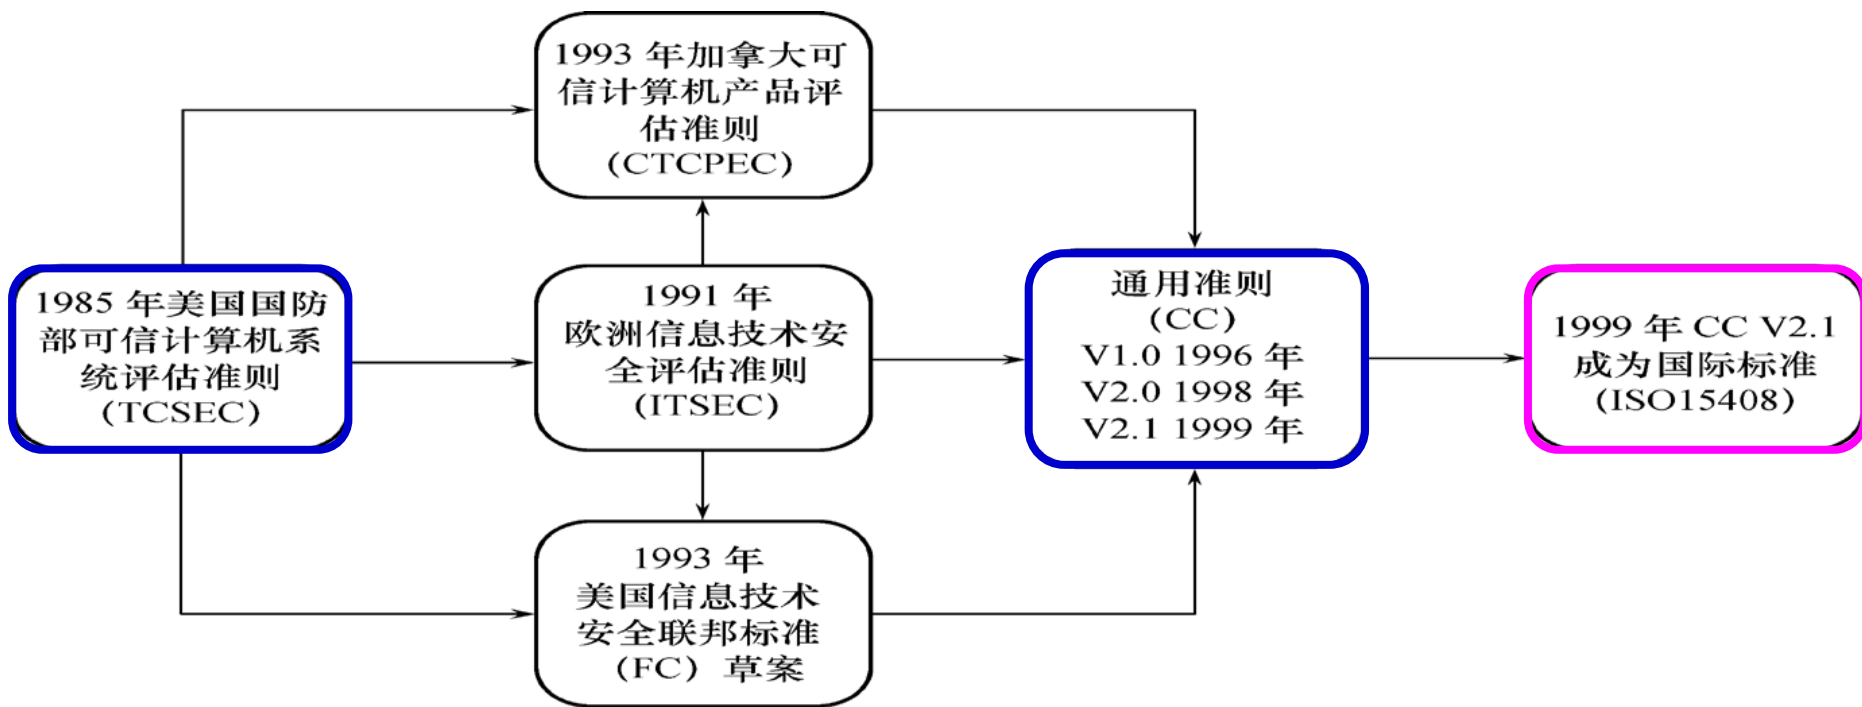 1993 年加拿大可
信计算机产品评
估准则
(CTCPEC)
1985 年美国国防
部可信计算机系
统评估准则
(TCSEC)
1991 年
欧洲信息技术安
全评估准则
(ITSEC)
通用准则
(CC)
V1.0 1996 年
V2.0 1998 年
V2.1 1999 年
1999 年 CC V2.1
成为国际标准
(ISO15408)
1993 年
美国信息技术
安全联邦标准
(FC) 草案